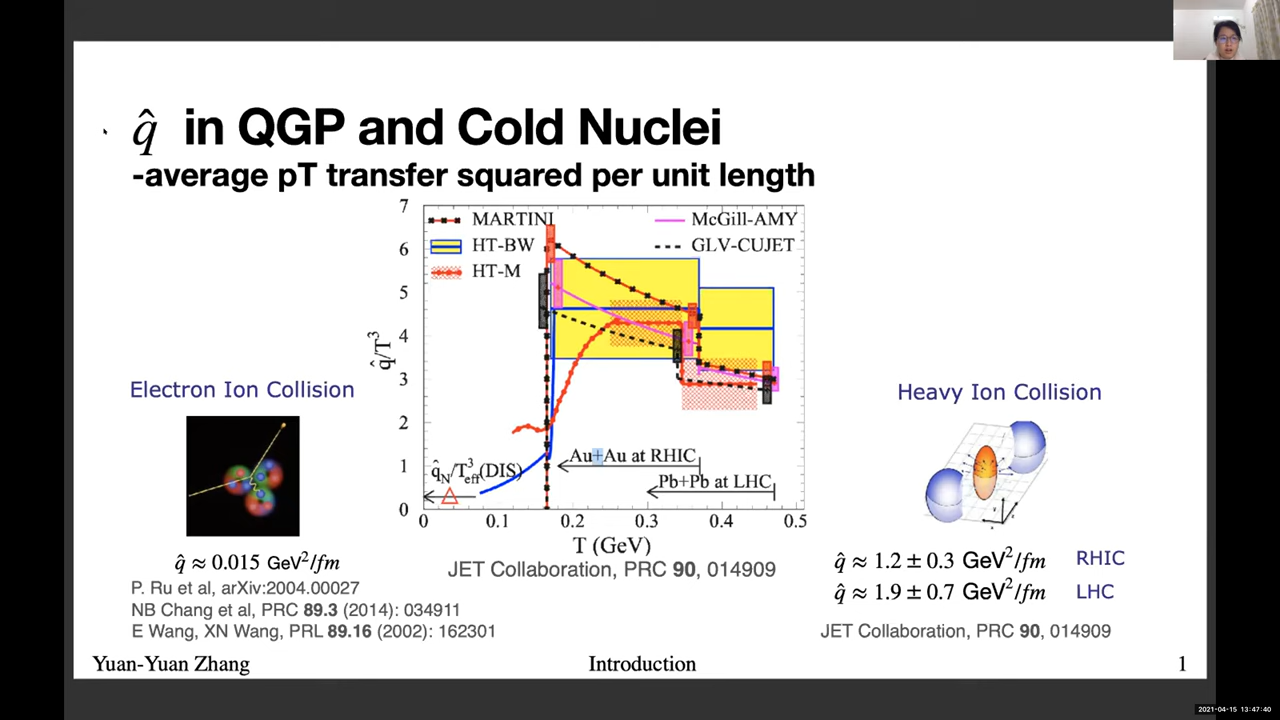 q̂ in QGP and Cold Nuclei
-average pT transfer squared per unit length
7
6
5
4
3
2
1
0
q̂/T³
MARTINI
HT-BW
HT-M
McGill-AMY
GLV-CUJET
q̂_N/T³_eff(DIS)
Au+Au at RHIC
Pb+Pb at LHC
0 0.1 0.2 0.3 0.4 0.5
T (GeV)
JET Collaboration, PRC 90, 014909
Electron Ion Collision
q̂ ≈ 0.015 GeV²/fm
P. Ru et al, arXiv:2004.00027
NB Chang et al, PRC 89.3 (2014): 034911
E Wang, XN Wang, PRL 89.16 (2002): 162301
Heavy Ion Collision
q̂ ≈ 1.2 ± 0.3 GeV²/fm RHIC
q̂ ≈ 1.9 ± 0.7 GeV²/fm LHC
JET Collaboration, PRC 90, 014909
Yuan-Yuan Zhang Introduction 1
2021-04-15 13:47:40